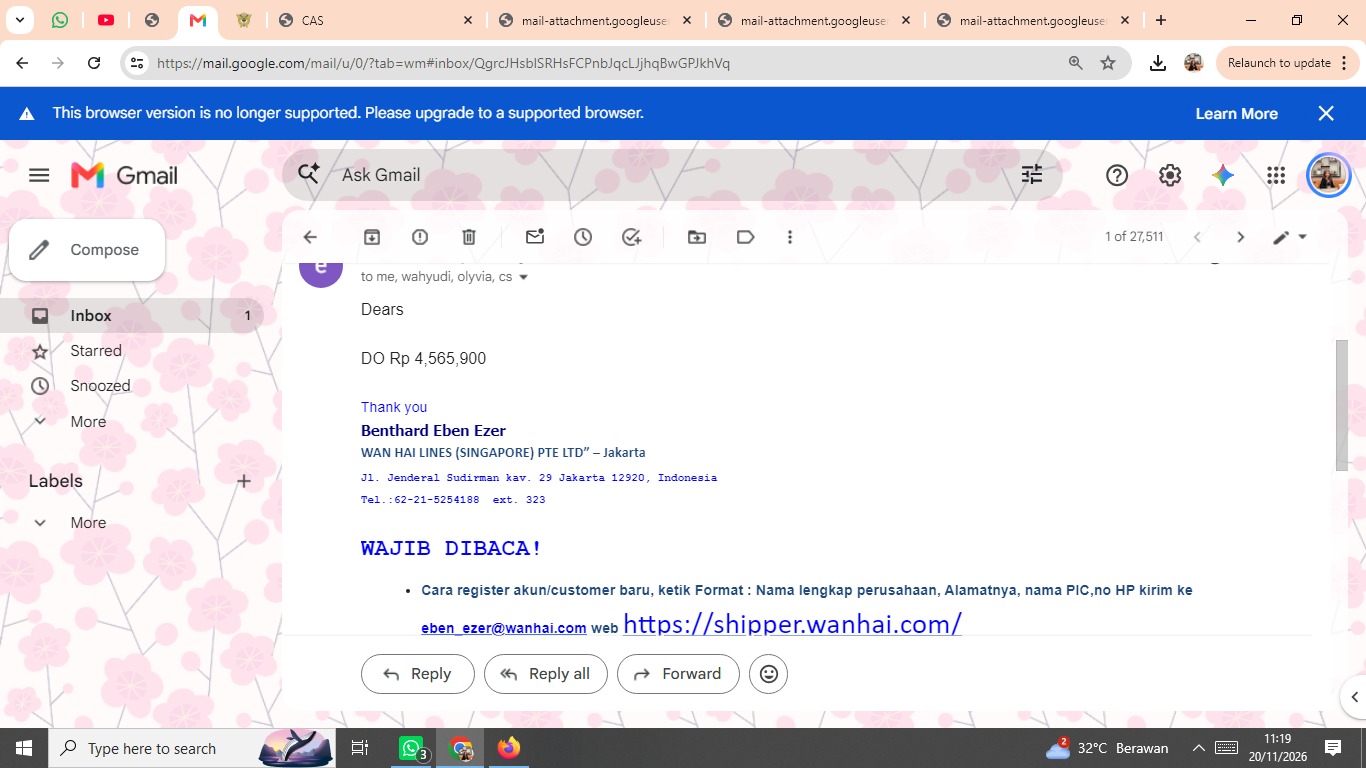 CAS
mail-attachment.googleuse
mail-attachment.googleuse
mail-attachment.googleuse
https://mail.google.com/mail/u/0/?tab=wm#inbox/QgrcJHsblSRHsFCPnbJqcLJjhqBwGPJkhVq
Relaunch to update
This browser version is no longer supported. Please upgrade to a supported browser.
Learn More
Gmail
Ask Gmail
Compose
1 of 27,511
Inbox 1
Starred
Snoozed
More
Labels
More
e
to me, wahyudi, olyvia, cs
Dears
DO Rp 4,565,900
Thank you
Benthard Eben Ezer
WAN HAI LINES (SINGAPORE) PTE LTD” – Jakarta
Jl. Jenderal Sudirman kav. 29 Jakarta 12920, Indonesia
Tel.:62-21-5254188 ext. 323
WAJIB DIBACA!
• Cara register akun/customer baru, ketik Format : Nama lengkap perusahaan, Alamatnya, nama PIC,no HP kirim ke
eben_ezer@wanhai.com web https://shipper.wanhai.com/
Reply
Reply all
Forward
Type here to search
3
2
32°C Berawan
11:19
20/11/2026